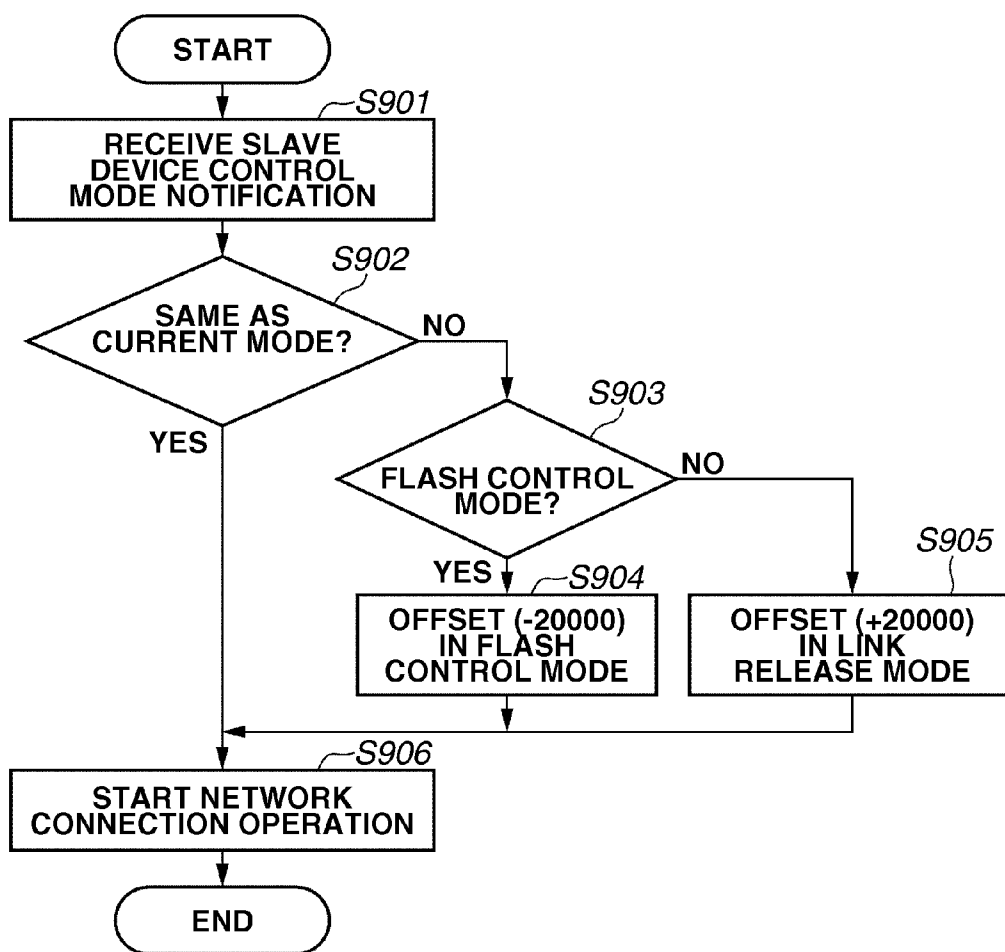 START
S901
RECEIVE SLAVE
DEVICE CONTROL
MODE NOTIFICATION
S902
SAME AS
CURRENT MODE?
NO
YES
S903
FLASH CONTROL
MODE?
NO
YES
S904
OFFSET (-20000)
IN FLASH
CONTROL MODE
S905
OFFSET (+20000)
IN LINK
RELEASE MODE
S906
START NETWORK
CONNECTION OPERATION
END